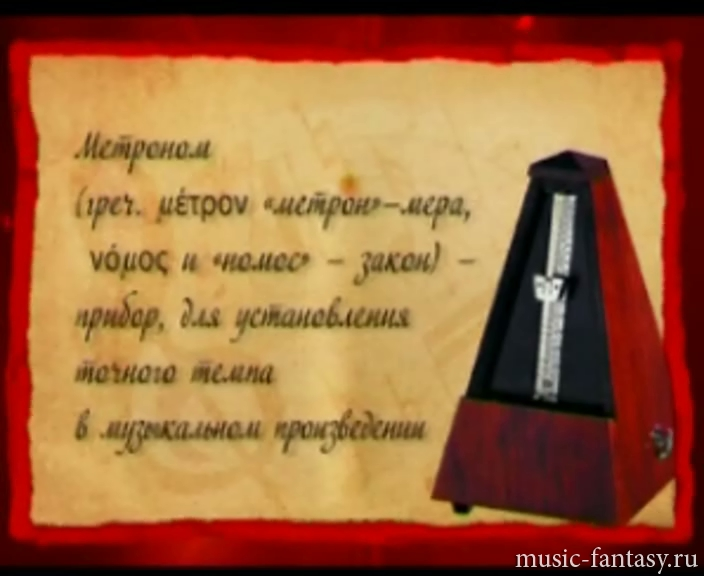 Метроном
(греч. μέτρον «метрон»–мера,
νόμος и «номос» – закон) –
прибор, для установления
точного темпа
в музыкальном произведении
music-fantasy.ru